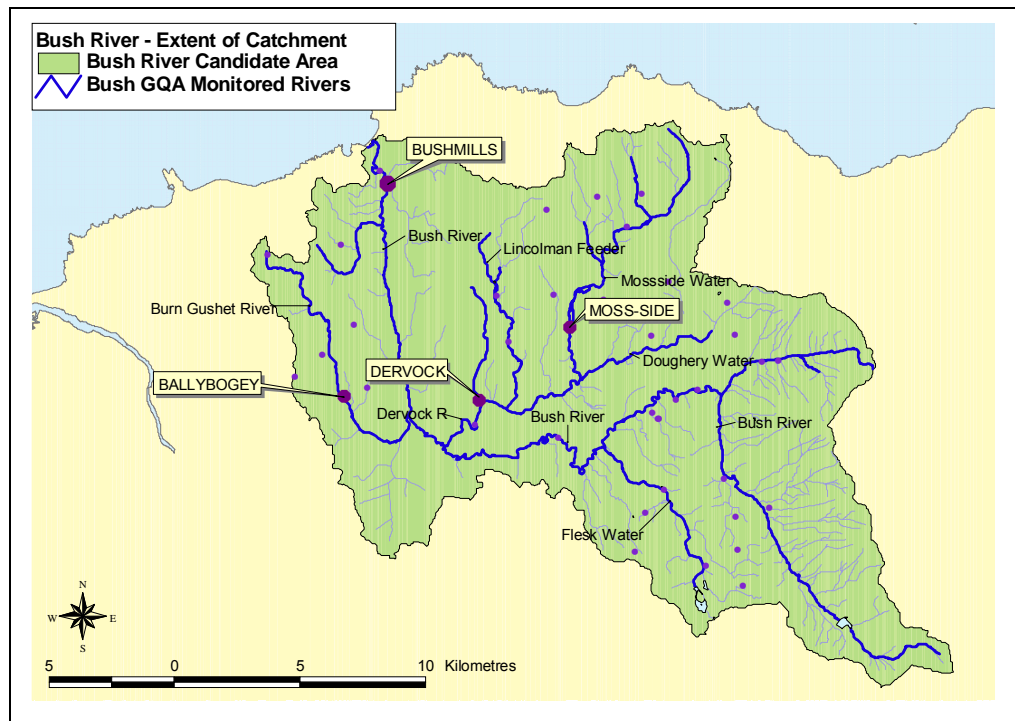 Bush River - Extent of Catchment
Bush River Candidate Area
Bush GQA Monitored Rivers
BUSHMILLS
Bush River
Lincolman Feeder
Mossside Water
Burn Gushet River
MOSS-SIDE
Doughery Water
DERVOCK
BALLYBOGEY
Dervock R.
Bush River
Bush River
Flesk Water
N
W E
S
5 0 5 10 Kilometres